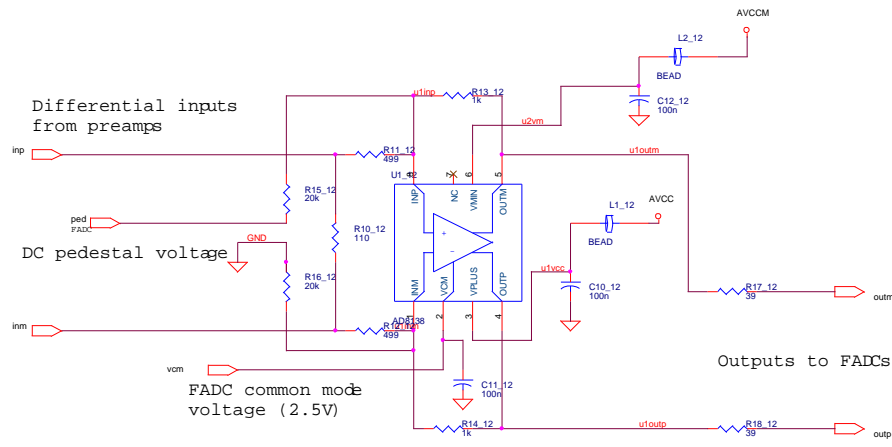 AVCCM
L2_12
BEAD
C12_12
100n
u1inp
R13_12
1k
u2vm
Differential inputs
from preamps
inp
R11_12
499
u1outm
8
7
6
5
U1_12
INP
NC
VMIN
OUTM
R15_12
20k
ped
FADC
R10_12
110
L1_12
AVCC
BEAD
DC pedestal voltage
GND
u1vcc
C10_12
100n
R16_12
20k
INM
VCM
VPLUS
OUTP
R17_12
39
outm
inm
AD8138
R12_12
499
1
2
3
4
vcm
FADC common mode
voltage (2.5V)
C11_12
100n
Outputs to FADCs
R14_12
1k
u1outp
R18_12
39
outp